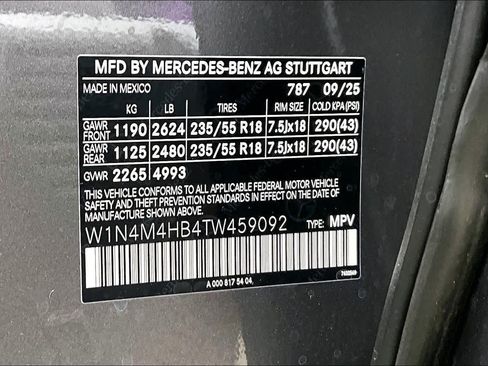 MFD BY MERCEDES-BENZ AG STUTTGART
MADE IN MEXICO 787 09/25
KG LB TIRES RIM SIZE COLD KPA(PSI)
GAWR FRONT 1190 2624 235/55 R18 7.5Jx18 290(43)
GAWR REAR 1125 2480 235/55 R18 7.5Jx18 290(43)
GVWR 2265 4993
THIS VEHICLE CONFORMS TO ALL APPLICABLE FEDERAL MOTOR VEHICLE
SAFETY AND THEFT PREVENTION STANDARDS IN EFFECT ON THE DATE OF
MANUFACTURE SHOWN ABOVE.
W1N4M4HB4TW459092 TYPE: MPV
A 000 817 54 04